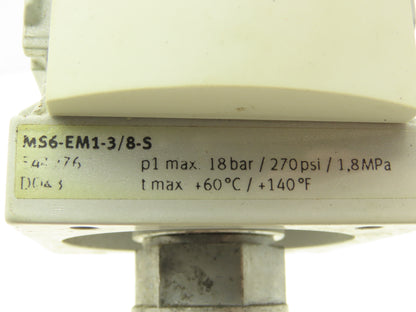 MS6-EM1-3/8-S
p1 max. 18 bar / 270 psi / 1,8 MPa
t max +60°C / +140°F